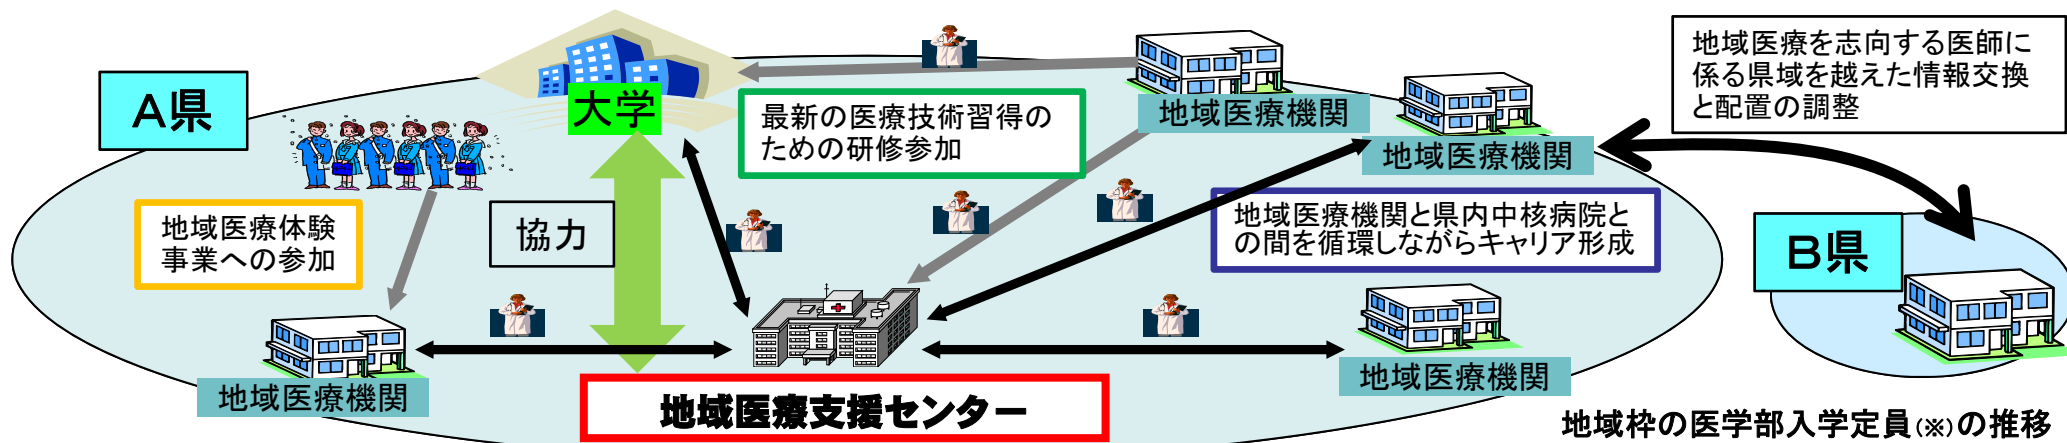 A県
大学
地域医療機関
地域医療機関
地域医療を志向する医師に
係る県域を越えた情報交換
と配置の調整
最新の医療技術習得の
ための研修参加
地域医療体験
事業への参加
協力
地域医療機関と県内中核病院と
の間を循環しながらキャリア形成
B県
地域医療機関
地域医療機関
地域医療支援センター
地域枠の医学部入学定員(※)の推移